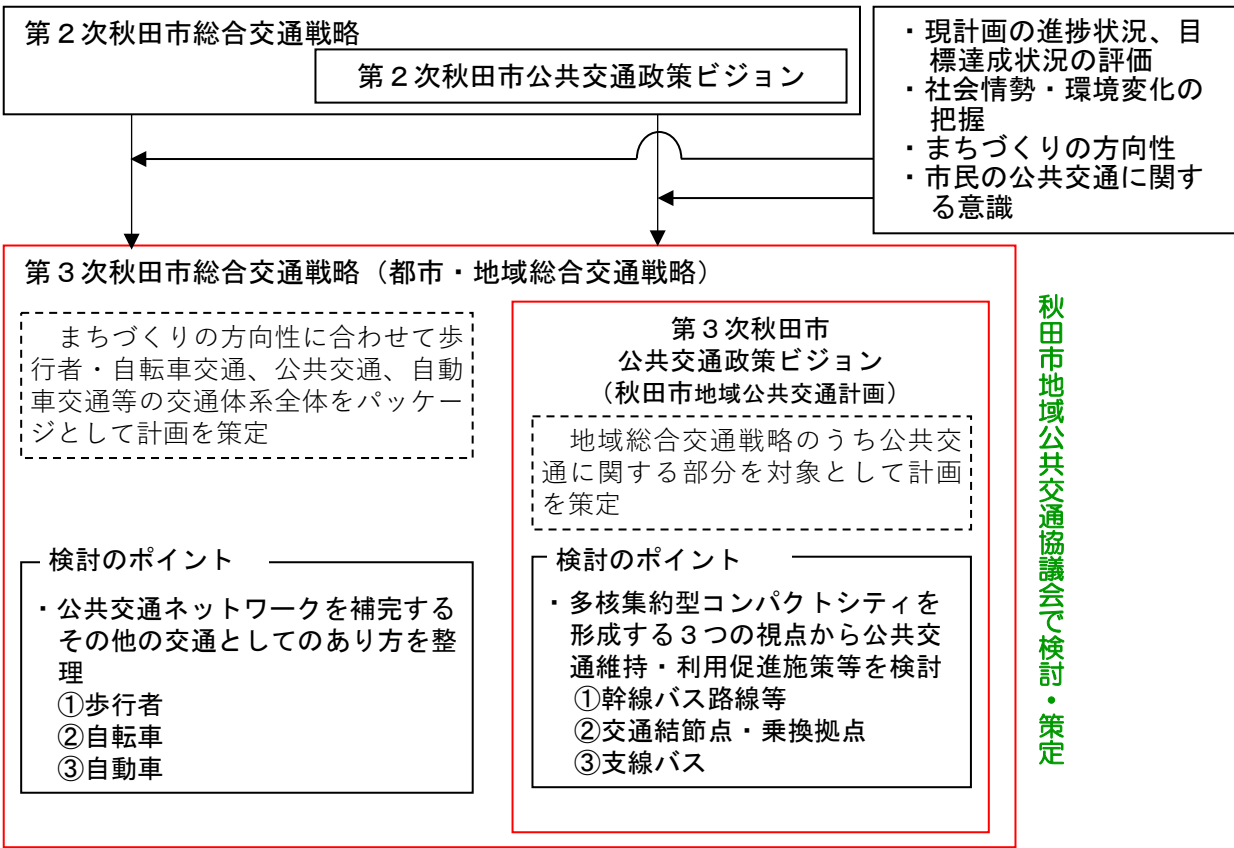 第２次秋田市総合交通戦略
第２次秋田市公共交通政策ビジョン
・現計画の進捗状況、目
標達成状況の評価
・社会情勢・環境変化の
把握
・まちづくりの方向性
・市民の公共交通に関す
る意識
第３次秋田市総合交通戦略（都市・地域総合交通戦略）
まちづくりの方向性に合わせて歩
行者・自転車交通、公共交通、自動
車交通等の交通体系全体をパッケー
ジとして計画を策定
検討のポイント
・公共交通ネットワークを補完する
その他の交通としてのあり方を整
理
①歩行者
②自転車
③自動車
第３次秋田市
公共交通政策ビジョン
（秋田市地域公共交通計画）
地域総合交通戦略のうち公共交
通に関する部分を対象として計画
を策定
検討のポイント
・多核集約型コンパクトシティを
形成する３つの視点から公共交
通維持・利用促進施策等を検討
①幹線バス路線等
②交通結節点・乗換拠点
③支線バス
秋田市地域公共交通協議会で検討・策定